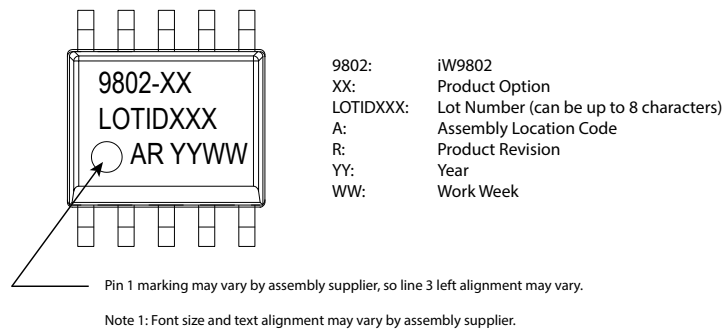 9802-XX
LOTIDXXX
AR YYWW
9802: iW9802
XX: Product Option
LOTIDXXX: Lot Number (can be up to 8 characters)
A: Assembly Location Code
R: Product Revision
YY: Year
WW: Work Week
Pin 1 marking may vary by assembly supplier, so line 3 left alignment may vary.
Note 1: Font size and text alignment may vary by assembly supplier.